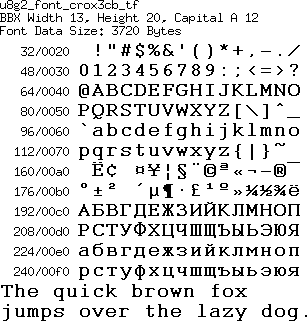 u8g2_font_crox3cb_tf
BBX Width 13, Height 20, Capital A 12
Font Data Size: 3720 Bytes
32/0020 !"#$%&'()*+,-./
48/0030 0123456789:;<=>?
64/0040 @ABCDEFGHIJKLMNO
80/0050 PQRSTUVWXYZ[\]^_
96/0060 `abcdefghijklmno
112/0070 pqrstuvwxyz{|}~
160/00a0 Ё¢ ¤¥¦§¨©ª«¬-®
176/00b0 °±² ´µ¶·£¹º»¼½¾ё
192/00c0 АБВГДЕЖЗИЙКЛМНОП
208/00d0 РСТУФХЦЧШЩЪЫЬЭЮЯ
224/00e0 абвгдежзийклмноп
240/00f0 рстуфхцчшщъыьэюя
The quick brown fox
jumps over the lazy dog.